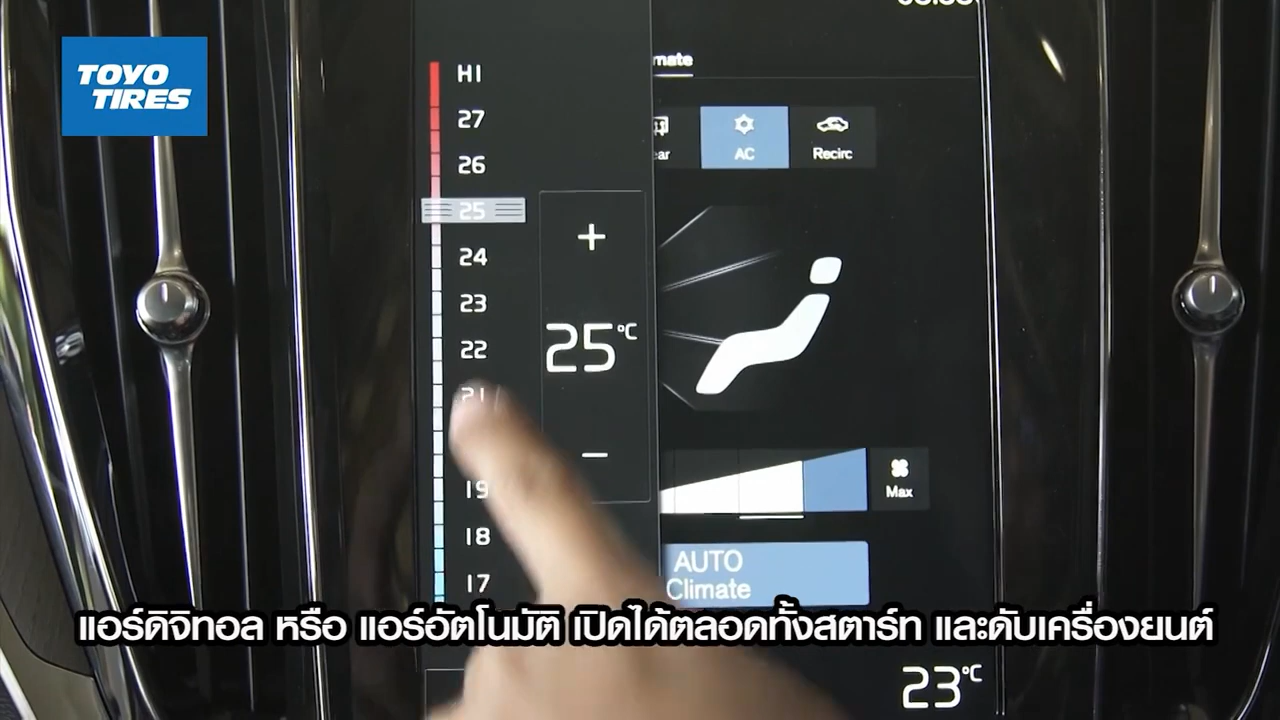 TOYO
TIRES
HI
27
26
25
24
23
22
21
19
18
17
+
25°C
−
AC
Recirc
Max
AUTO
Climate
แอร์ดิจิทอล หรือ แอร์อัตโนมัติ เปิดได้ตลอดทั้งสตาร์ท และดับเครื่องยนต์
23°C